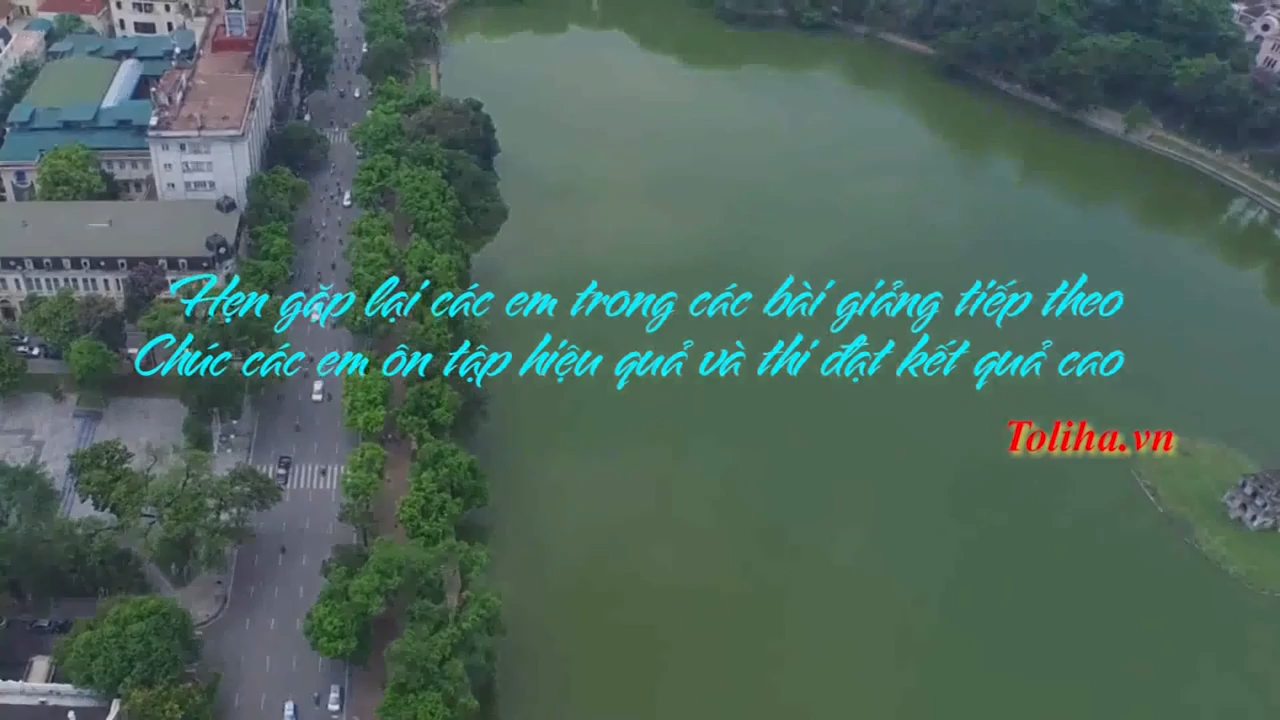 Hẹn gặp lại các em trong các bài giảng tiếp theo
Chúc các em ôn tập hiệu quả và thi đạt kết quả cao
Toliha.vn